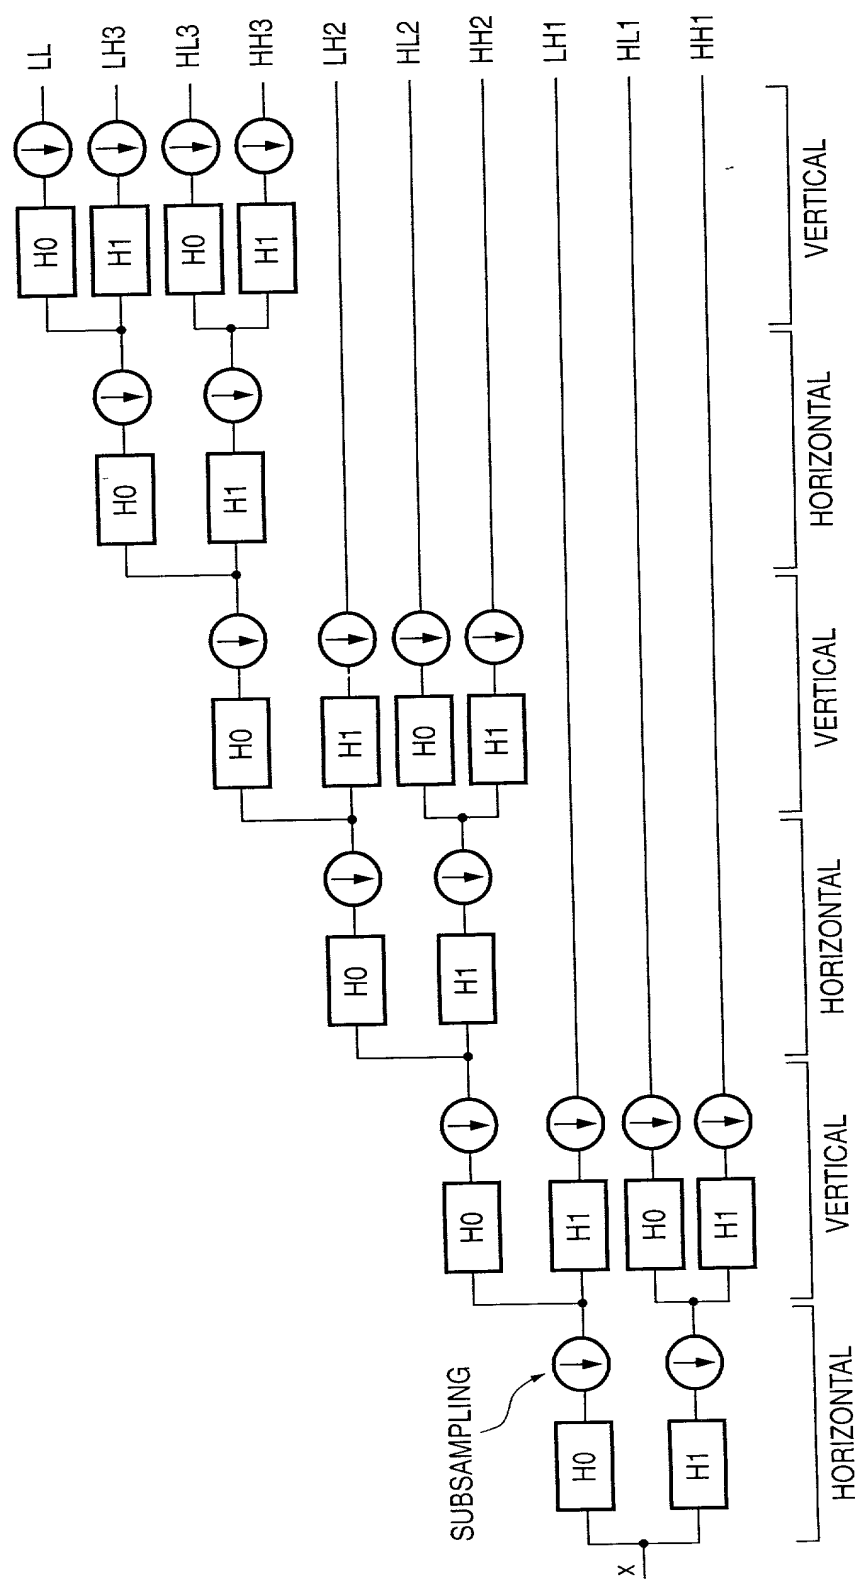 H0 LL
H0 H1 LH3
H0 HL3
H1 H1 HH3
H0
H0 H1 LH2
H0 HL2
H1 H1 HH2
SUBSAMPLING H0
H0 H1 LH1
X H0 HL1
H1 H1 HH1
HORIZONTAL VERTICAL HORIZONTAL VERTICAL HORIZONTAL VERTICAL